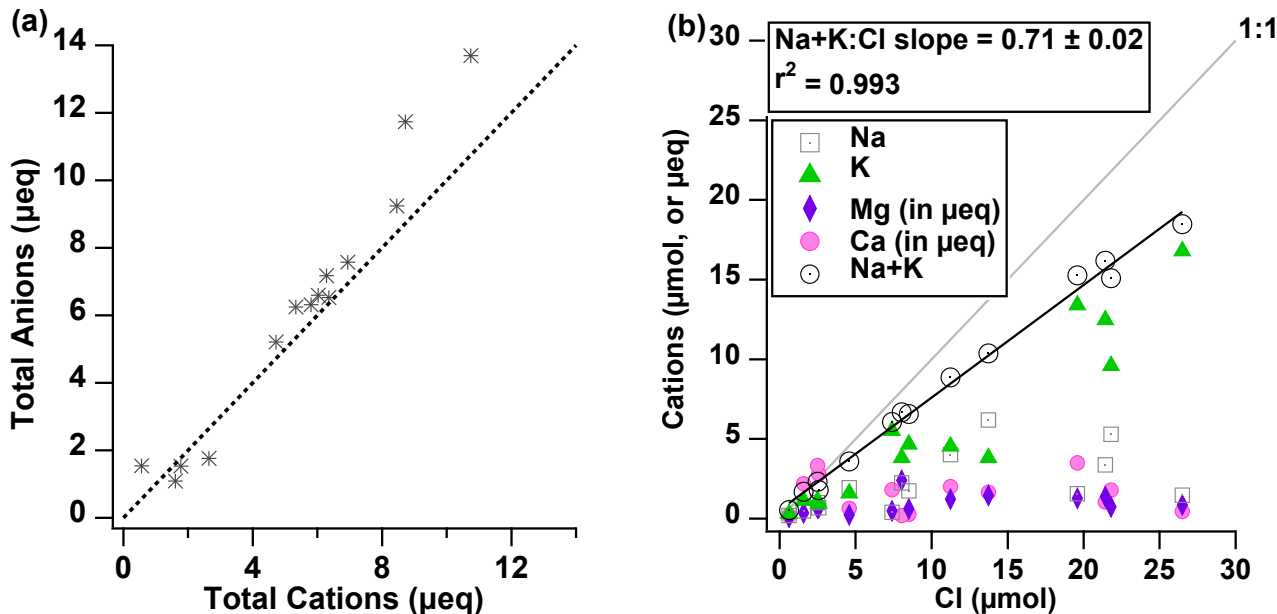 (a)
14
12
10
8
6
4
2
0
Total Anions (µeq)
0
4
8
12
Total Cations (µeq)
(b)
30
25
20
15
10
5
0
Cations (µmol, or µeq)
Na+K:Cl slope = 0.71 ± 0.02
r² = 0.993
1:1
Na
K
Mg (in µeq)
Ca (in µeq)
Na+K
0
5
10
15
20
25
30
Cl (µmol)